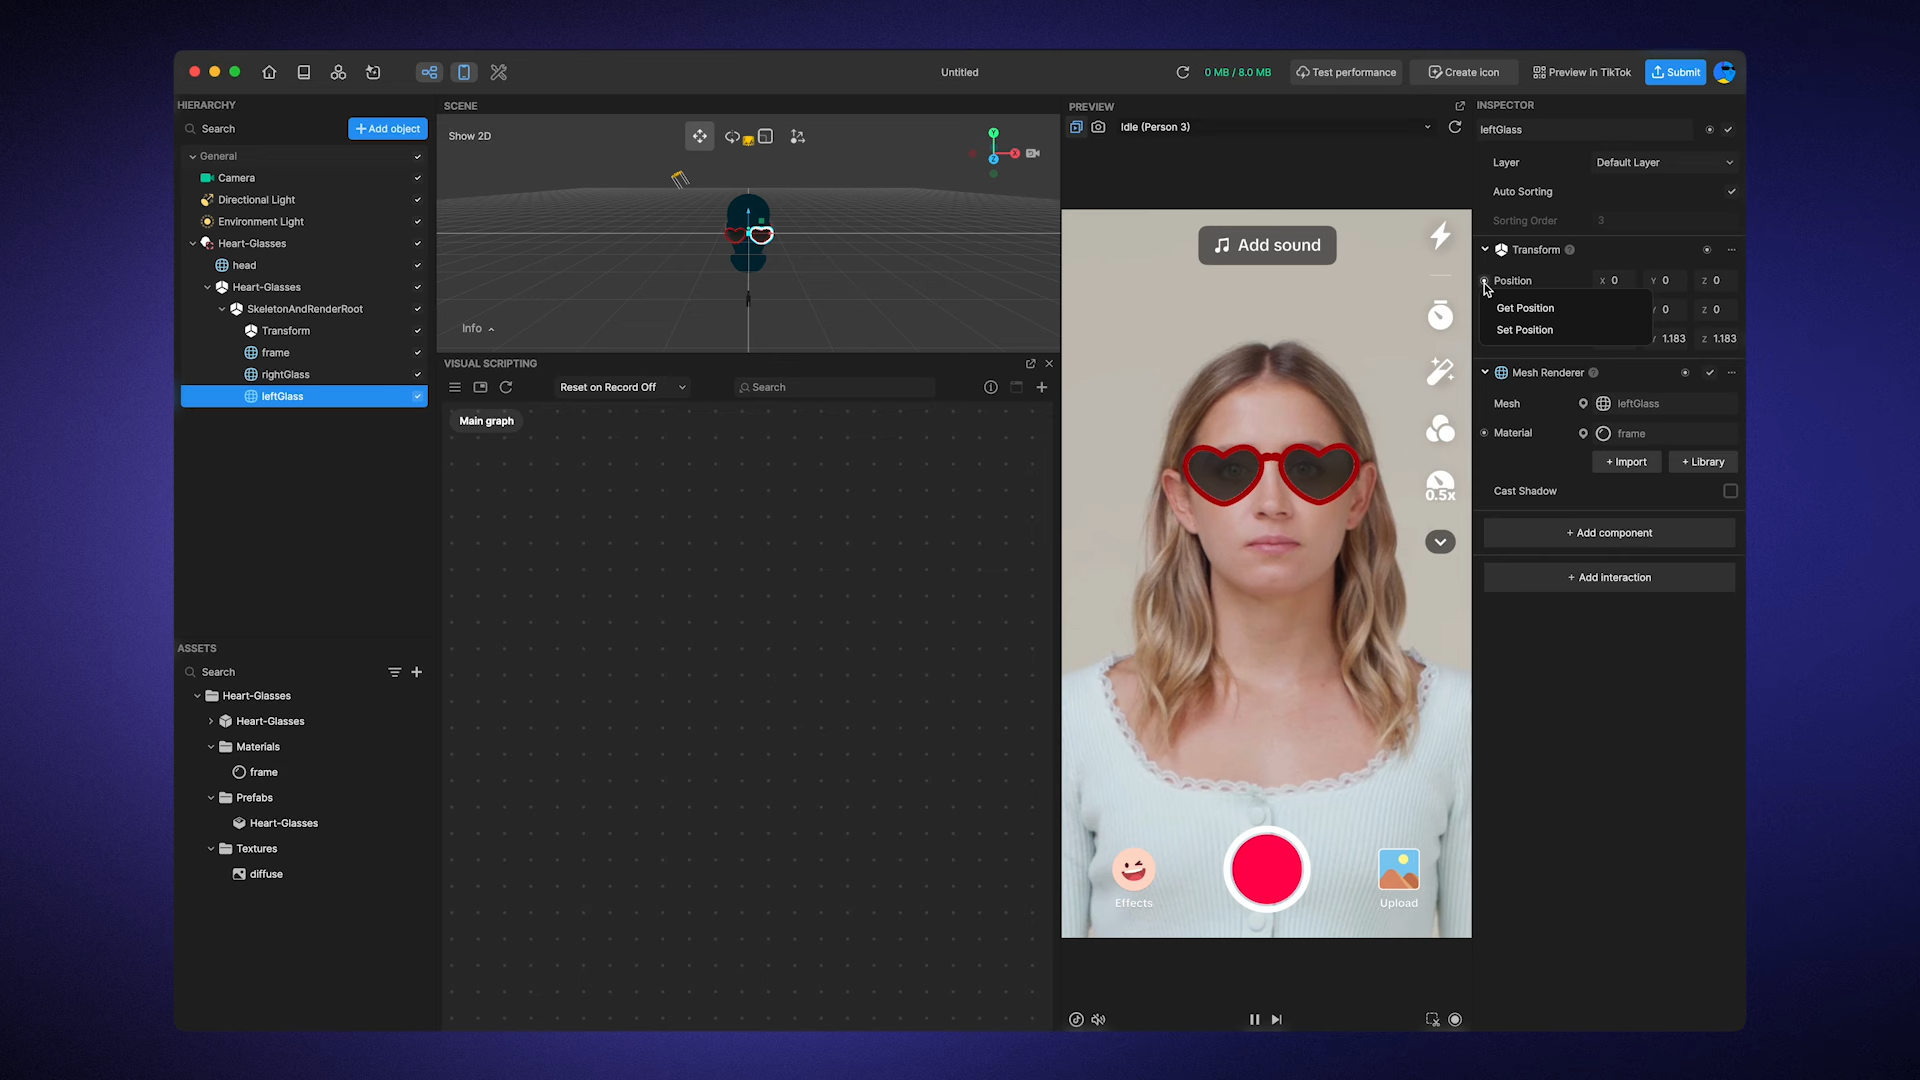 Untitled
0 MB / 8.0 MB
Test performance
Create icon
Preview in TikTok
Submit
HIERARCHY
Search
+ Add object
General
Camera
Directional Light
Environment Light
Heart-Glasses
head
Heart-Glasses
SkeletonAndRenderRoot
Transform
frame
rightGlass
leftGlass
ASSETS
Search
Heart-Glasses
Heart-Glasses
Materials
frame
Prefabs
Heart-Glasses
Textures
diffuse
SCENE
Show 2D
Y
X
Z
Info
VISUAL SCRIPTING
Reset on Record Off
Search
Main graph
PREVIEW
Idle (Person 3)
Add sound
0.5x
Effects
Upload
INSPECTOR
leftGlass
Layer Default Layer
Auto Sorting
Sorting Order 3
Transform
Position X 0 Y 0 Z 0
Get Position
Y 0 Z 0
Set Position
Y 1.183 Z 1.183
Mesh Renderer
Mesh leftGlass
Material frame
+ Import + Library
Cast Shadow
+ Add component
+ Add interaction